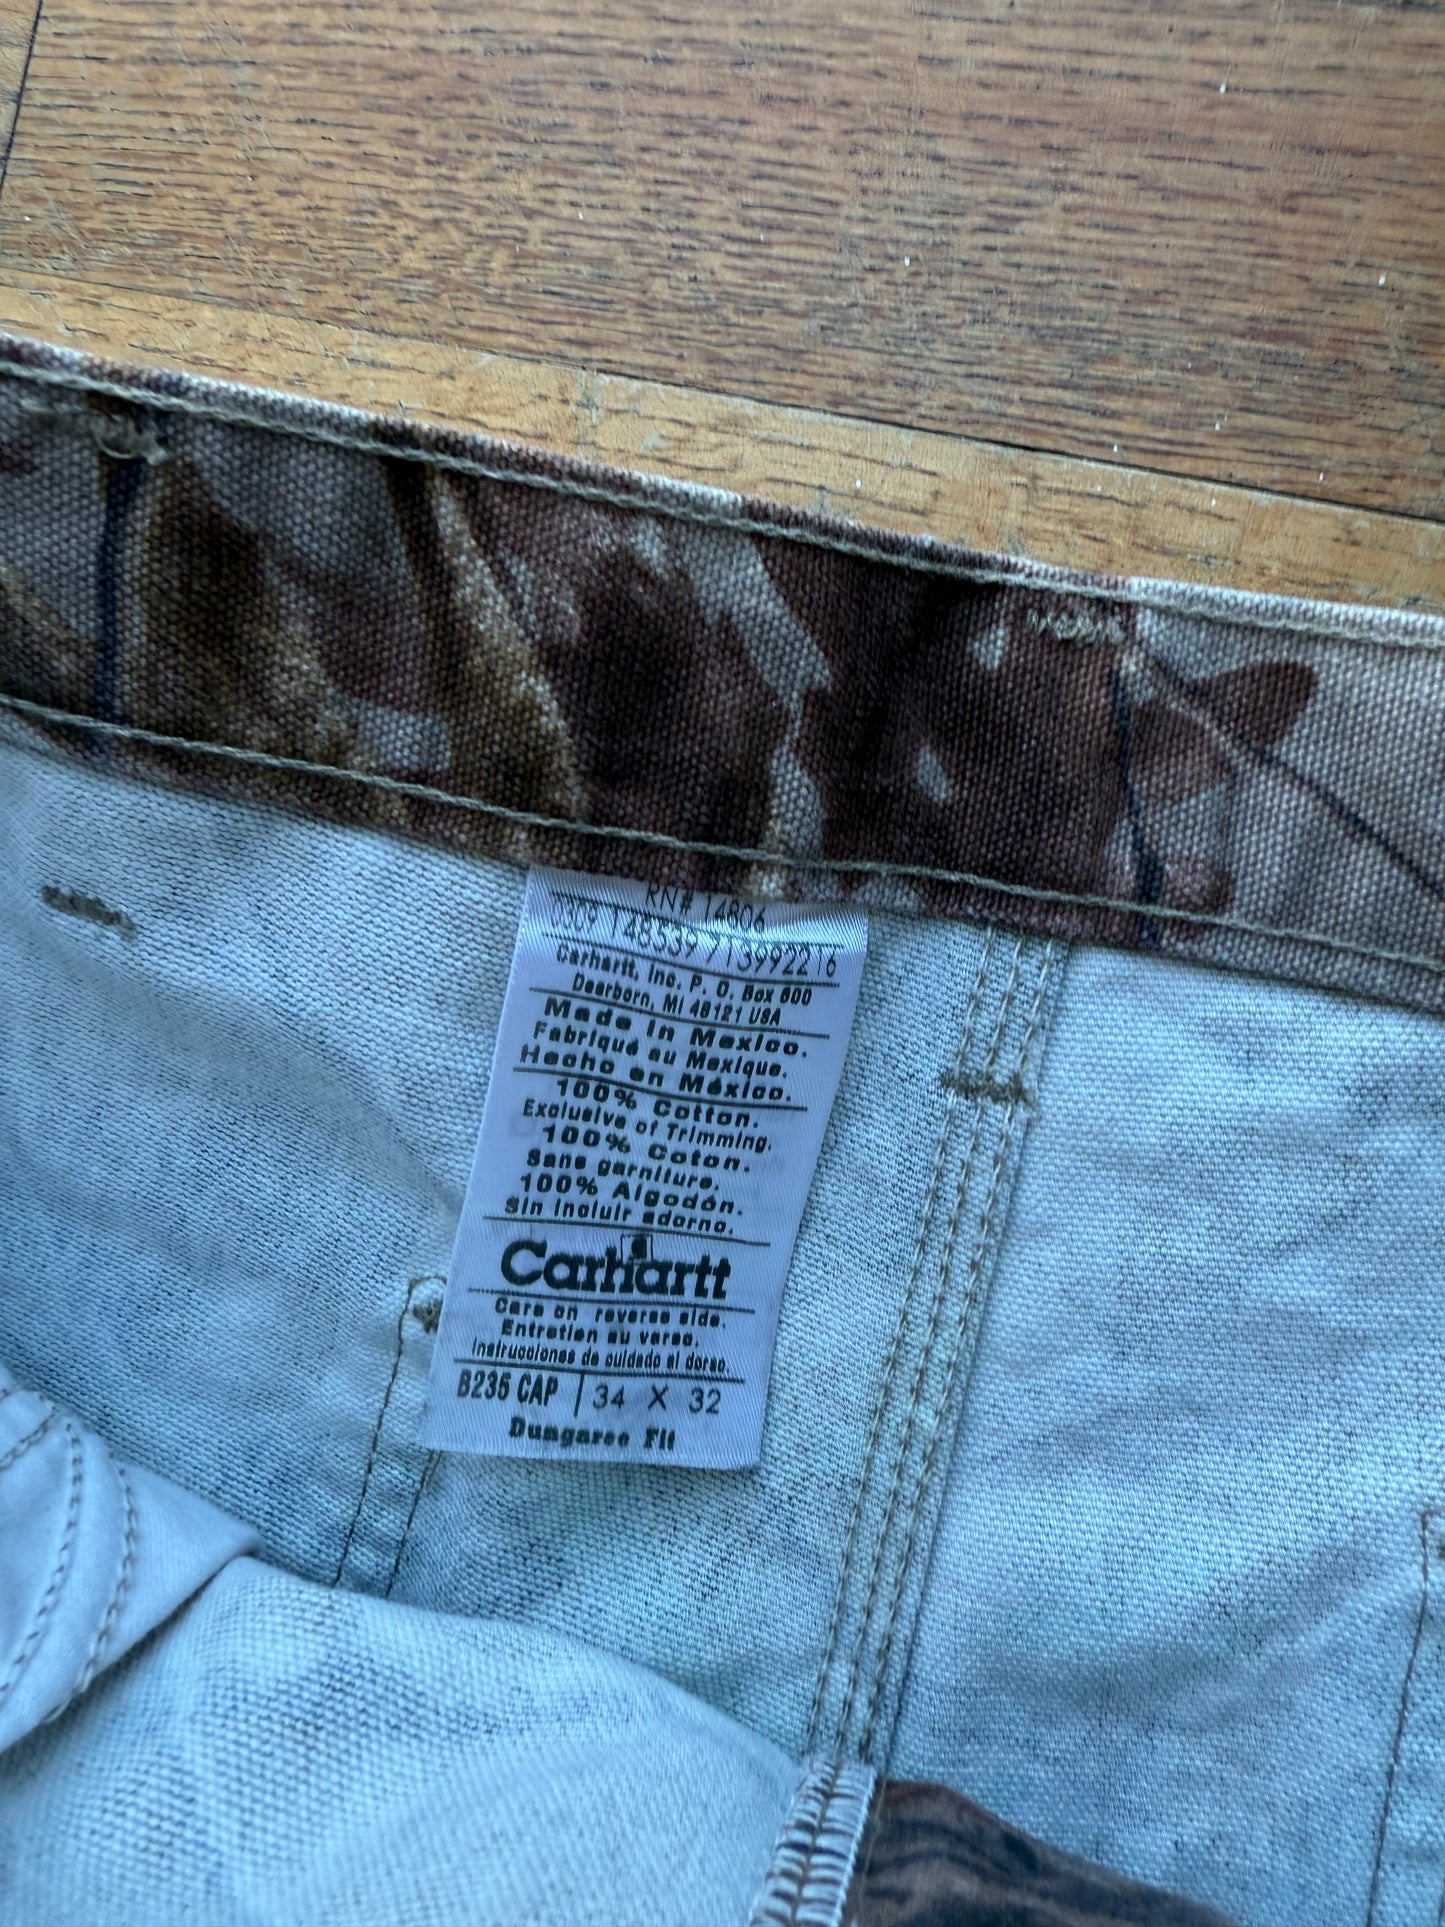 RN# 14806
030# 148539 713992216
Carhartt, Inc. P. O. Box 600
Dearborn, MI 48121 USA
Made in Mexico.
Fabriqué au Mexique.
Hecho en México.
100% Cotton.
Exclusive of Trimming.
100% Coton.
Sans garniture.
100% Algodón.
Sin incluir adorno.
Carhartt
Care on reverse side.
Entretien au verso.
Instrucciones de cuidado al dorso.
B235 CAP 34 X 32
Dungaree Fit